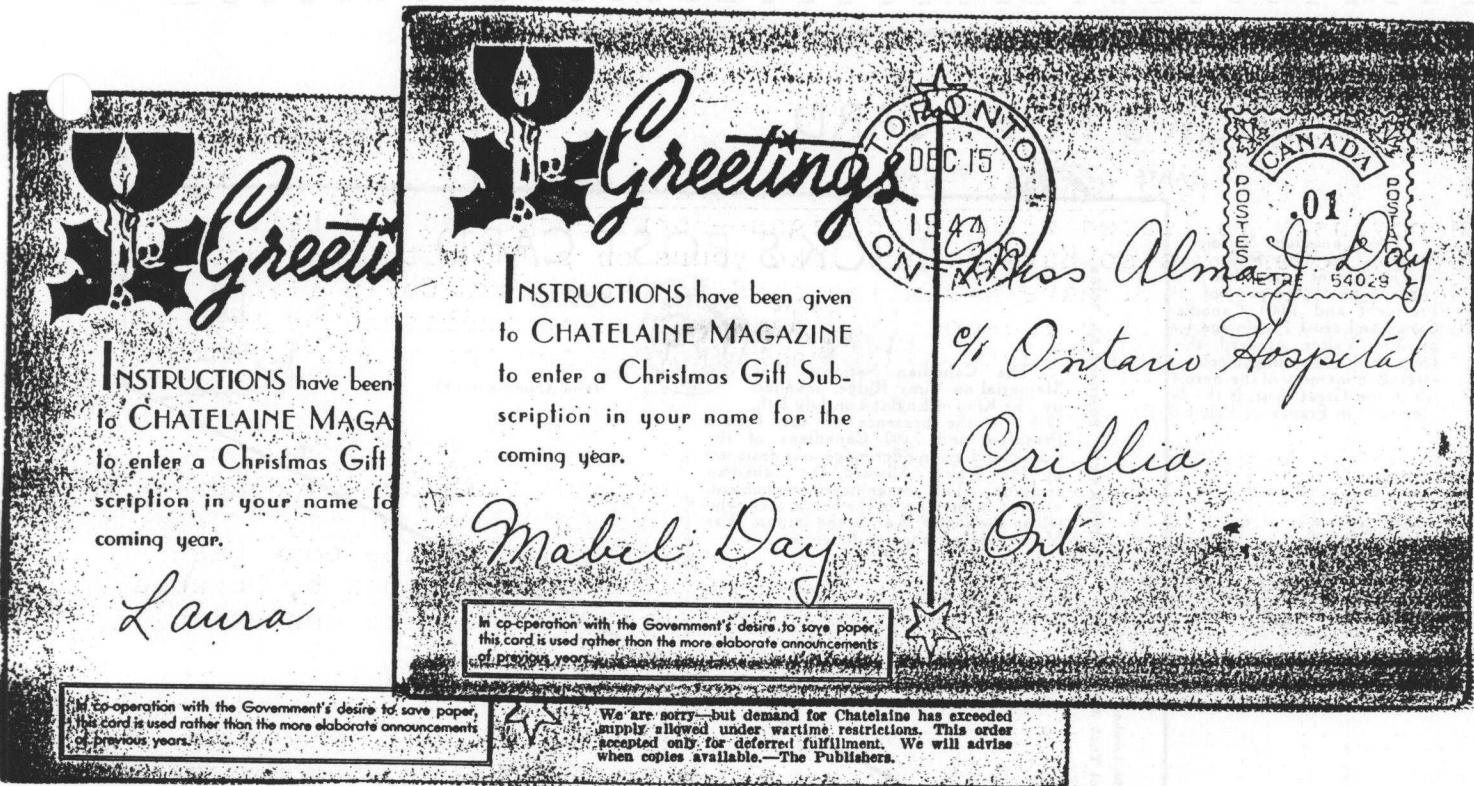 Greetings
INSTRUCTIONS have been given
to CHATELAINE MAGAZINE
to enter a Christmas Gift Sub-
scription in your name for the
coming year.
Mabel Day
In co-operation with the Government's desire to save paper,
this card is used rather than the more elaborate announcements
of previous years.
TORONTO
DEC 15
1944
ONTARIO
CANADA
POSTES
.01
POSTAGE
METRE 54029
Miss Alma J. Day
c/o Ontario Hospital
Orillia
Ont
Greeti
INSTRUCTIONS have been
to CHATELAINE MAGA
to enter a Christmas Gift
scription in your name fo
coming year.
Laura
In co-operation with the Government's desire to save paper,
this card is used rather than the more elaborate announcements
of previous years.
We are sorry—but demand for Chatelaine has exceeded
supply allowed under wartime restrictions. This order
accepted only for deferred fulfillment. We will advise
when copies available.—The Publishers.